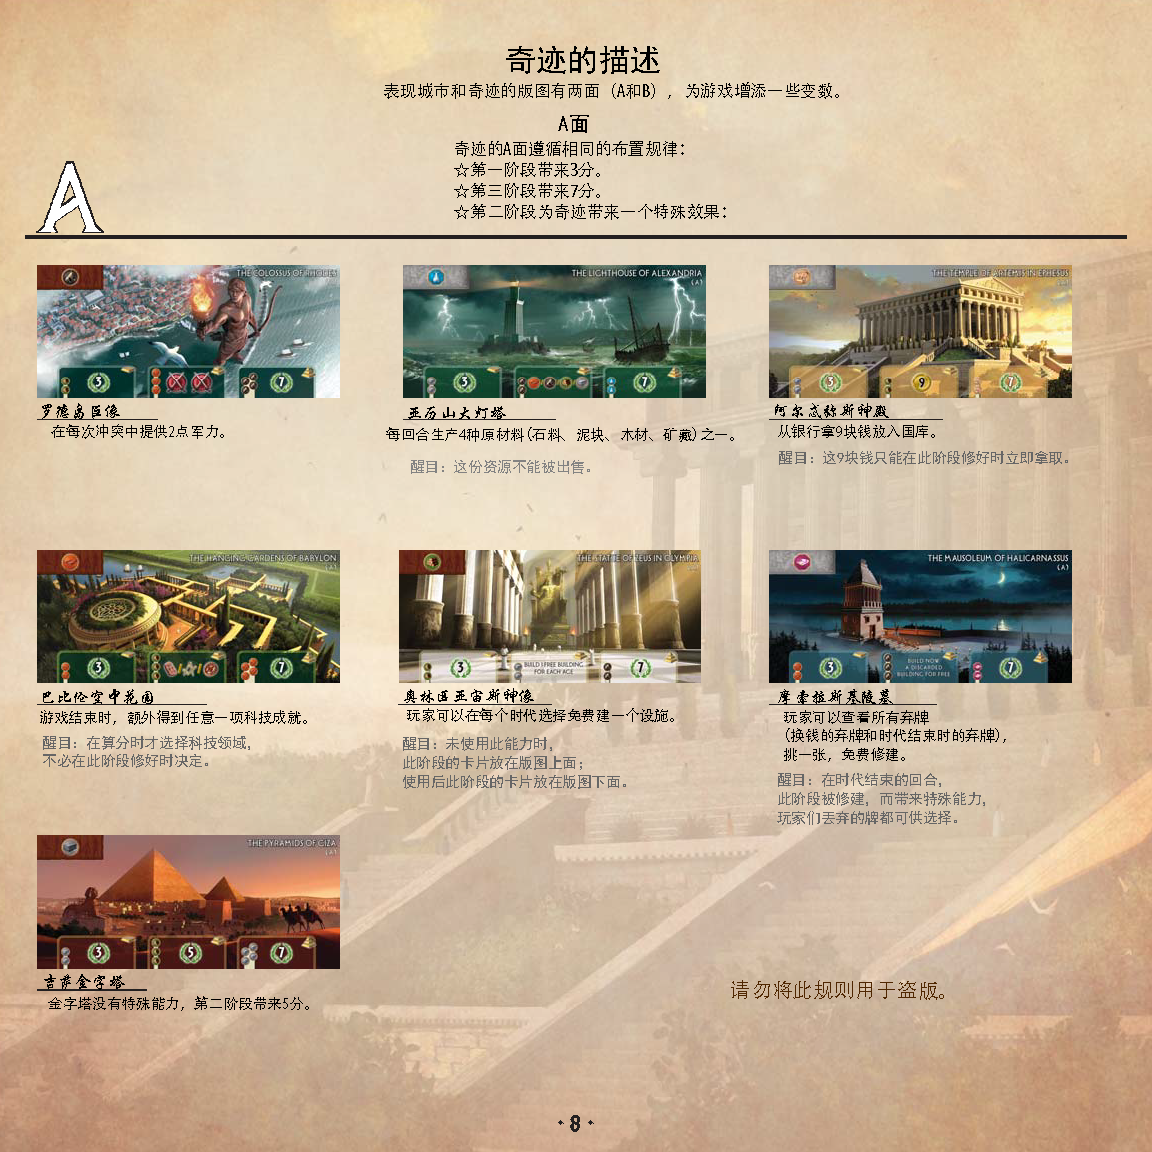 奇迹的描述
表现城市和奇迹的版图有两面（A和B），为游戏增添一些变数。
A面
奇迹的A面遵循相同的布置规律：
☆第一阶段带来3分。
☆第三阶段带来7分。
☆第二阶段为奇迹带来一个特殊效果：
A
THE COLOSSUS OF RHODES
3
7
罗德岛巨像
在每次冲突中提供2点军力。
THE LIGHTHOUSE OF ALEXANDRIA
(A)
3
7
亚历山大灯塔
每回合生产4种原材料(石料、泥块、木材、矿藏)之一。
醒目：这份资源不能被出售。
THE TEMPLE OF ARTEMIS IN EPHESUS
(A)
3
9
7
阿尔忒弥斯神殿
从银行拿9块钱放入国库。
醒目：这9块钱只能在此阶段修好时立即拿取。
THE HANGING GARDENS OF BABYLON
(A)
3
7
巴比伦空中花园
游戏结束时，额外得到任意一项科技成就。
醒目：在算分时才选择科技领域，
不必在此阶段修好时决定。
THE STATUE OF ZEUS IN OLYMPIA
3
BUILD 1 FREE BUILDING
FOR EACH AGE
7
奥林匹亚宙斯神像
玩家可以在每个时代选择免费建一个设施。
醒目：未使用此能力时，
此阶段的卡片放在版图上面；
使用后此阶段的卡片放在版图下面。
THE MAUSOLEUM OF HALICARNASSUS
(A)
3
BUILD NOW
A DISCARDED
BUILDING FOR FREE
7
摩索拉斯基陵墓
玩家可以查看所有弃牌
(换钱的弃牌和时代结束时的弃牌)，
挑一张，免费修建。
醒目：在时代结束的回合，
此阶段被修建，而带来特殊能力，
玩家们丢弃的牌都可供选择。
THE PYRAMIDS OF GIZA
(A)
3
5
7
吉萨金字塔
金字塔没有特殊能力，第二阶段带来5分。
请勿将此规则用于盗版。
·8·